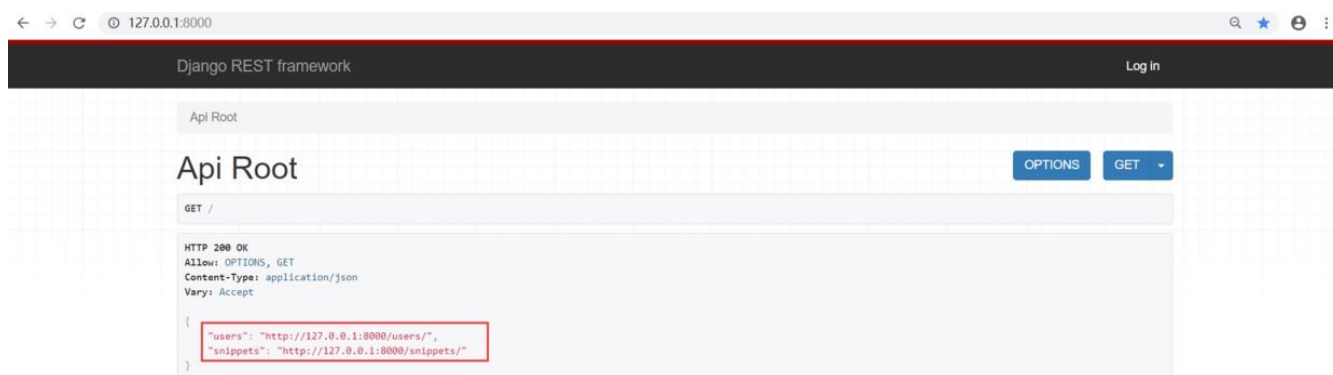 127.0.0.1:8000
Django REST framework Log in
Api Root
Api Root OPTIONS GET
GET /
HTTP 200 OK
Allow: OPTIONS, GET
Content-Type: application/json
Vary: Accept
{
"users": "http://127.0.0.1:8000/users/",
"snippets": "http://127.0.0.1:8000/snippets/"
}